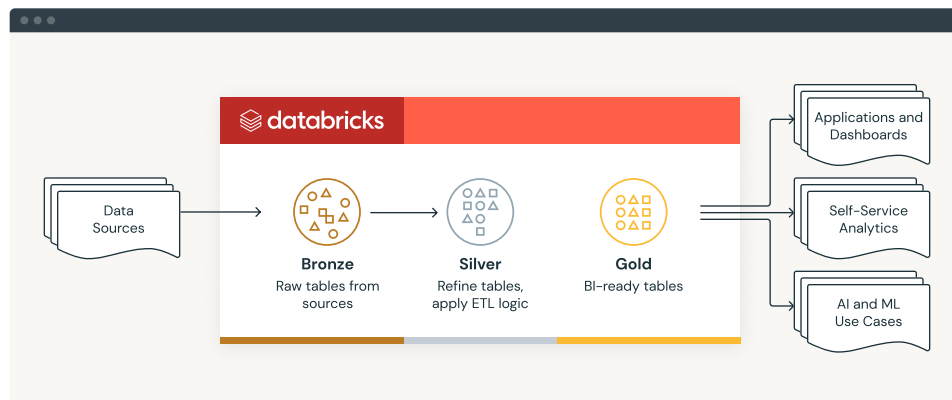 databricks
Data
Sources
Bronze
Raw tables from
sources
Silver
Refine tables,
apply ETL logic
Gold
BI-ready tables
Applications and
Dashboards
Self-Service
Analytics
AI and ML
Use Cases